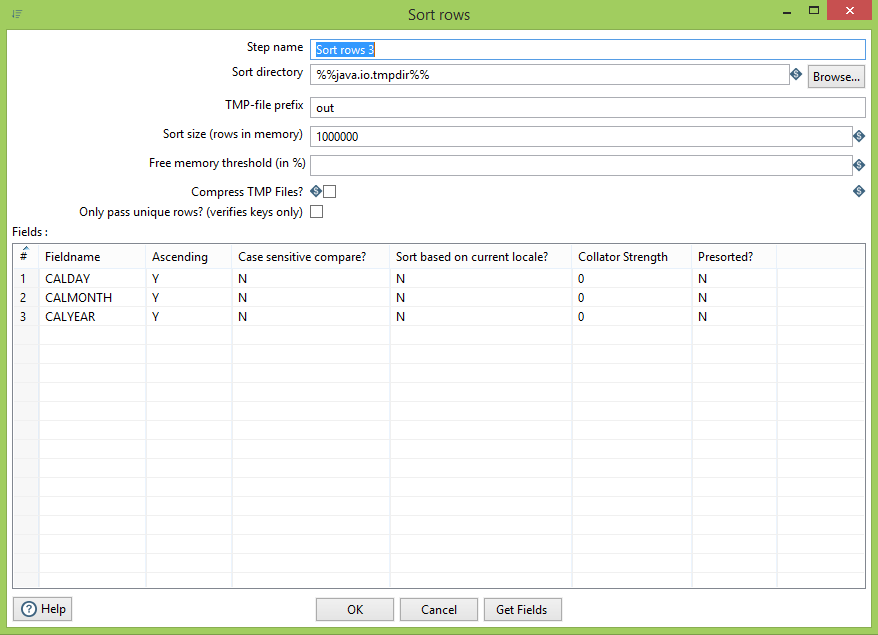 Sort rows
Step name Sort rows 3
Sort directory %%java.io.tmpdir%% Browse...
TMP-file prefix out
Sort size (rows in memory) 1000000
Free memory threshold (in %)
Compress TMP Files?
Only pass unique rows? (verifies keys only)
Fields :
# Fieldname Ascending Case sensitive compare? Sort based on current locale? Collator Strength Presorted?
1 CALDAY Y N N 0 N
2 CALMONTH Y N N 0 N
3 CALYEAR Y N N 0 N
Help OK Cancel Get Fields